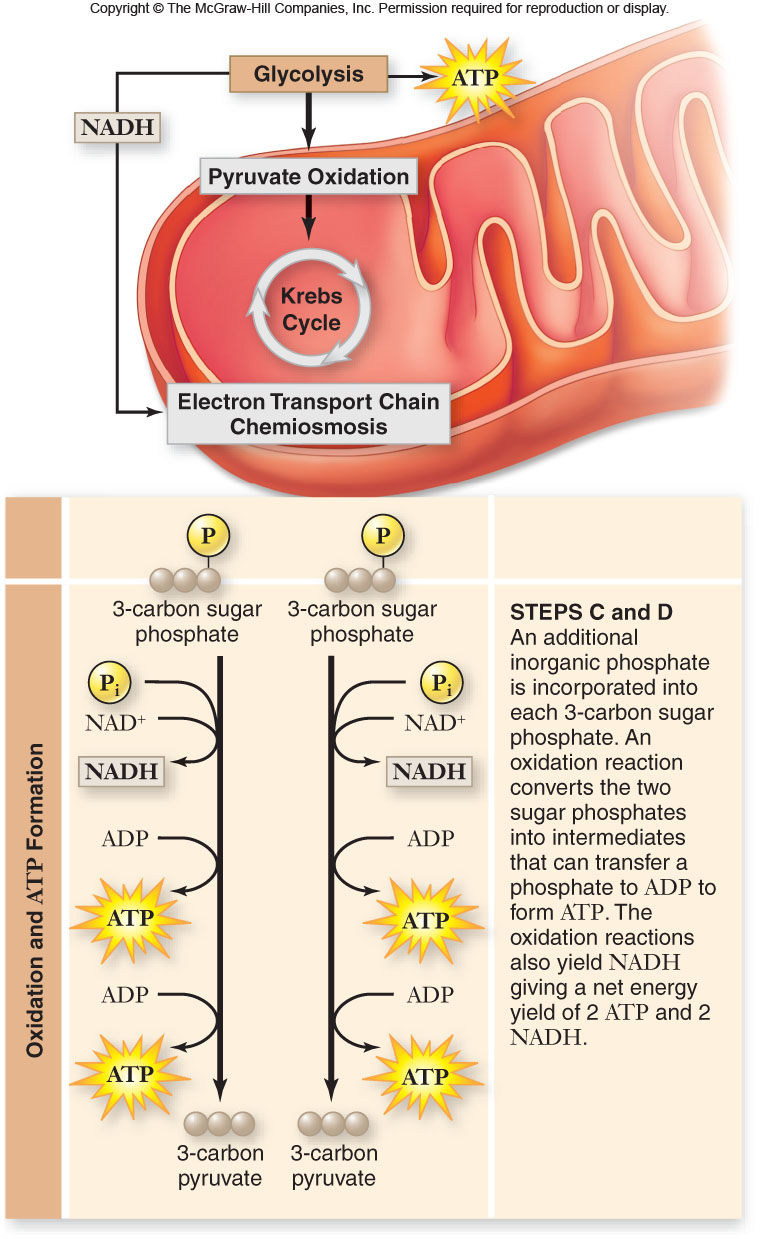 Copyright © The McGraw-Hill Companies, Inc. Permission required for reproduction or display.
Glycolysis
ATP
NADH
Pyruvate Oxidation
Krebs
Cycle
Electron Transport Chain
Chemiosmosis
Oxidation and ATP Formation
P
P
3-carbon sugar
phosphate
3-carbon sugar
phosphate
Pi
Pi
NAD+
NAD+
NADH
NADH
ADP
ADP
ATP
ATP
ADP
ADP
ATP
ATP
3-carbon
pyruvate
3-carbon
pyruvate
STEPS C and D
An additional
inorganic phosphate
is incorporated into
each 3-carbon sugar
phosphate. An
oxidation reaction
converts the two
sugar phosphates
into intermediates
that can transfer a
phosphate to ADP to
form ATP. The
oxidation reactions
also yield NADH
giving a net energy
yield of 2 ATP and 2
NADH.